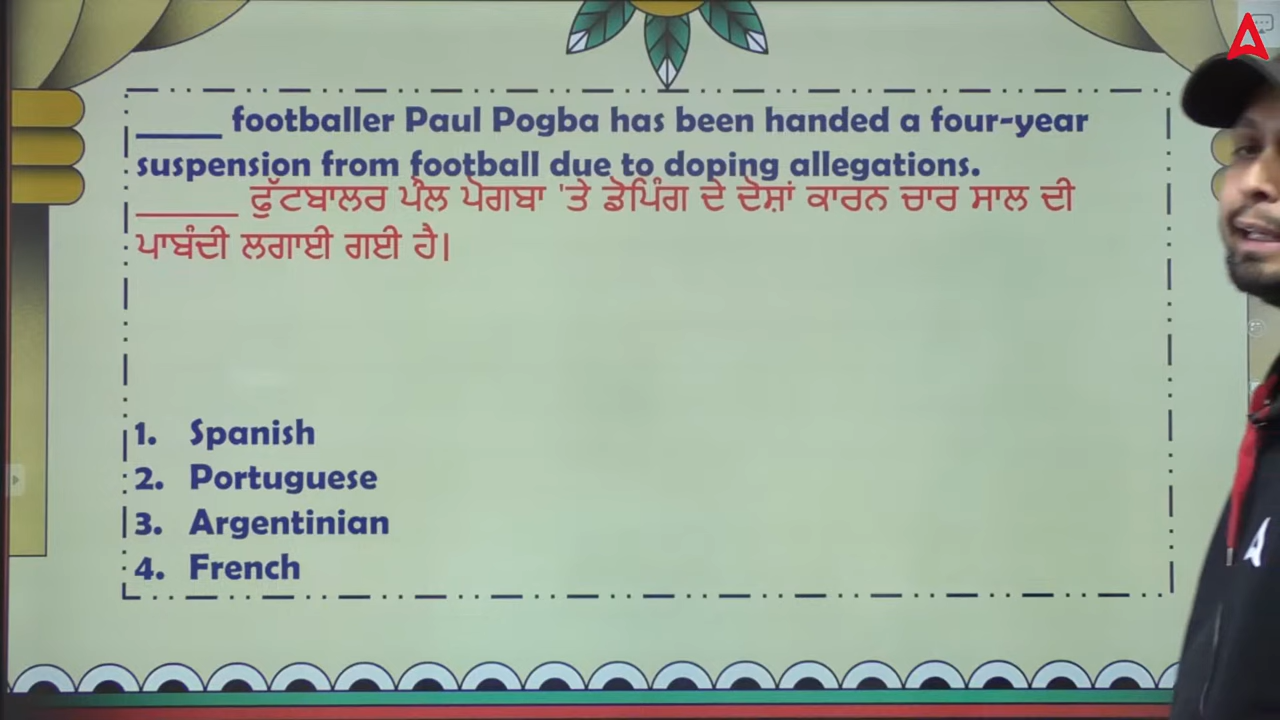 _____ footballer Paul Pogba has been handed a four-year
suspension from football due to doping allegations.
_____ ਫੁੱਟਬਾਲਰ ਪੌਲ ਪੋਗਬਾ 'ਤੇ ਡੋਪਿੰਗ ਦੇ ਦੋਸ਼ਾਂ ਕਾਰਨ ਚਾਰ ਸਾਲ ਦੀ
ਪਾਬੰਦੀ ਲਗਾਈ ਗਈ ਹੈ।
1. Spanish
2. Portuguese
3. Argentinian
4. French